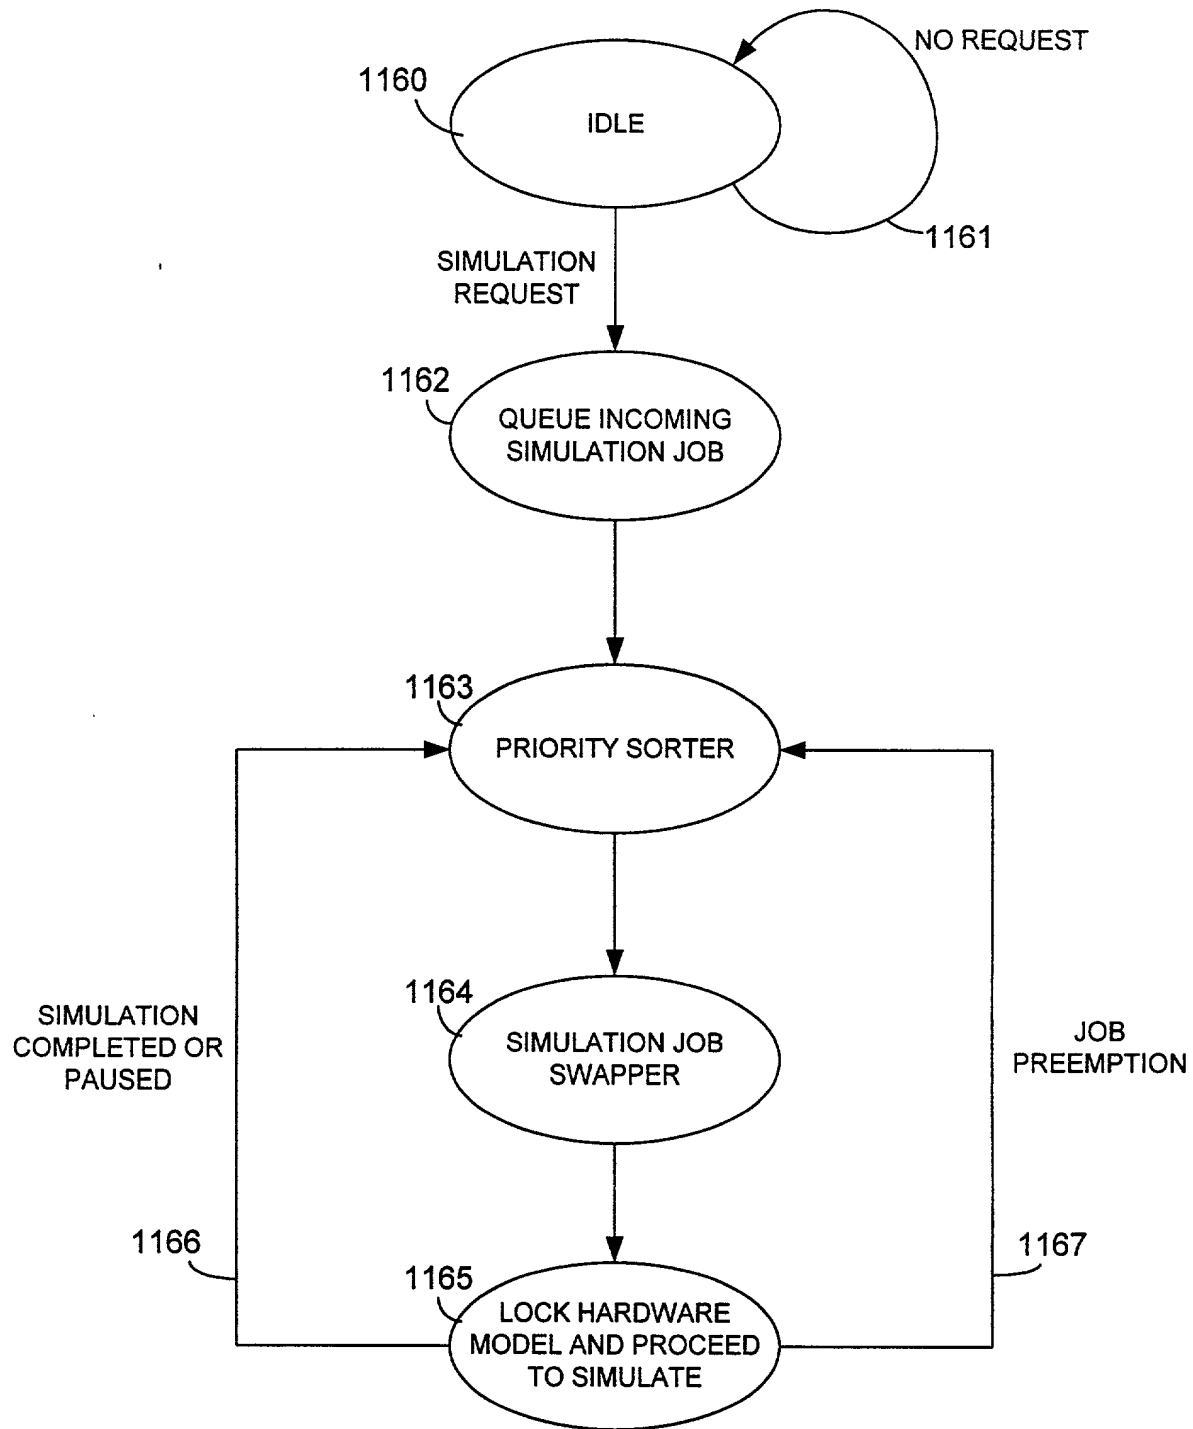 NO REQUEST
1160
IDLE
1161
SIMULATION
REQUEST
1162
QUEUE INCOMING
SIMULATION JOB
1163
PRIORITY SORTER
1164
SIMULATION JOB
SWAPPER
SIMULATION
COMPLETED OR
PAUSED
JOB
PREEMPTION
1166
1167
1165
LOCK HARDWARE
MODEL AND PROCEED
TO SIMULATE